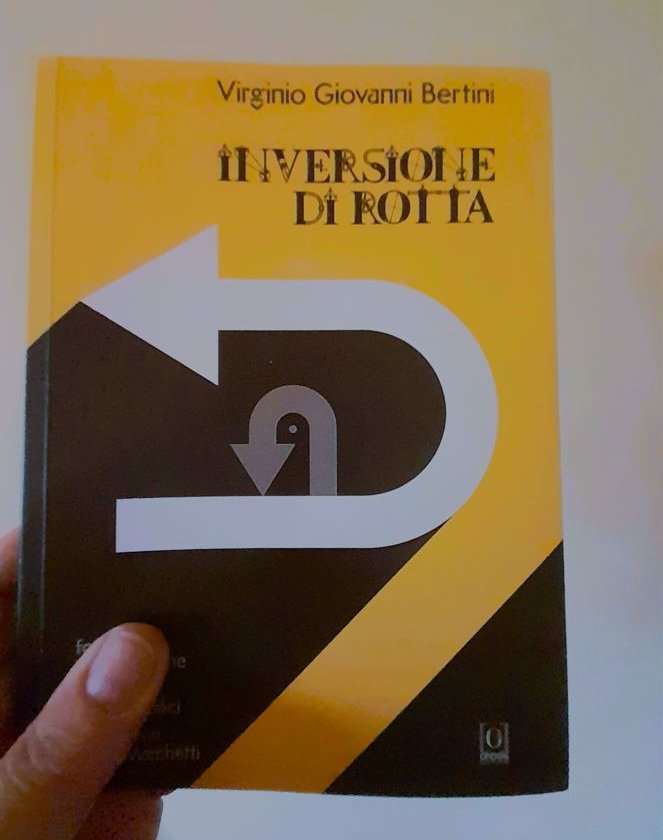 Virginio Giovanni Bertini
INVERSIONE
DI ROTTA